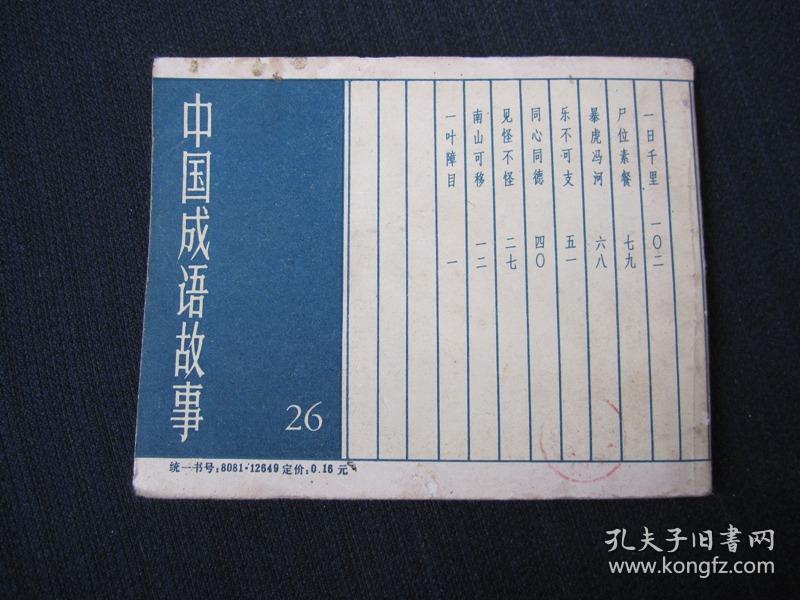 中国成语故事
26
一叶障目 一
南山可移 一二
见怪不怪 二七
同心同德 四〇
乐不可支 五一
暴虎冯河 六八
尸位素餐 七九
一日千里 一〇二
统一书号：8081·12649 定价：0.16 元
孔夫子旧書网
www.kongfz.com